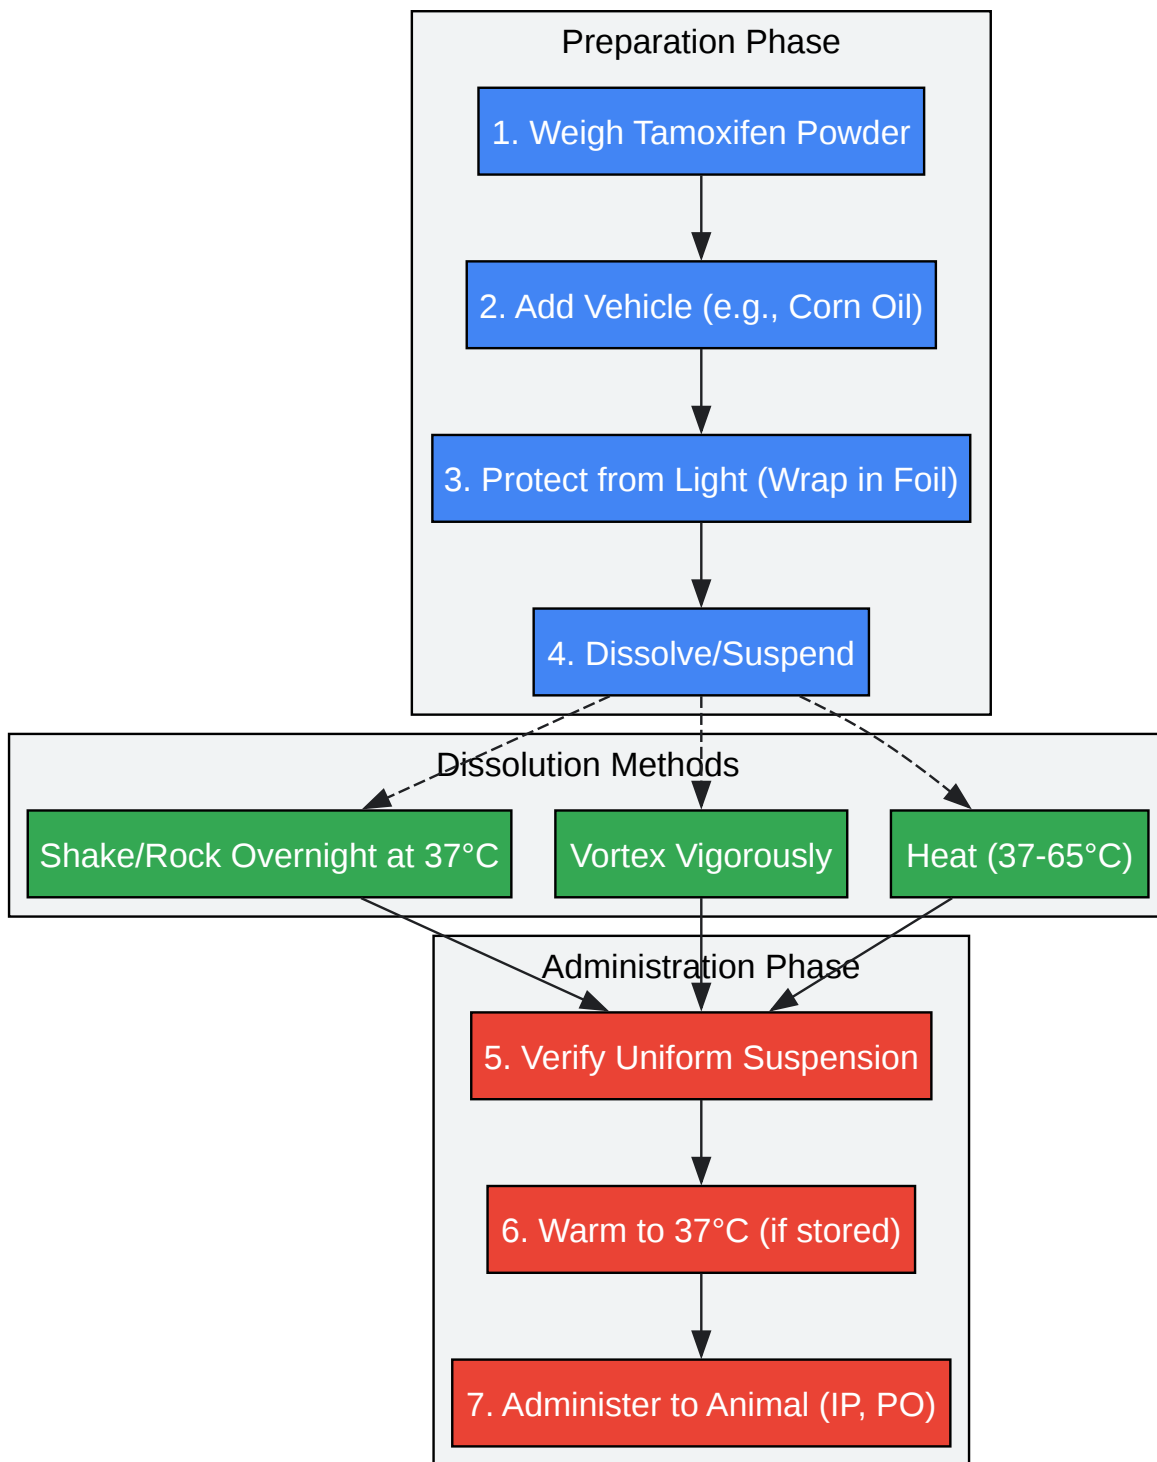 Preparation Phase
1. Weigh Tamoxifen Powder
2. Add Vehicle (e.g., Corn Oil)
3. Protect from Light (Wrap in Foil)
4. Dissolve/Suspend
Dissolution Methods
Shake/Rock Overnight at 37°C
Vortex Vigorously
Heat (37-65°C)
Administration Phase
5. Verify Uniform Suspension
6. Warm to 37°C (if stored)
7. Administer to Animal (IP, PO)